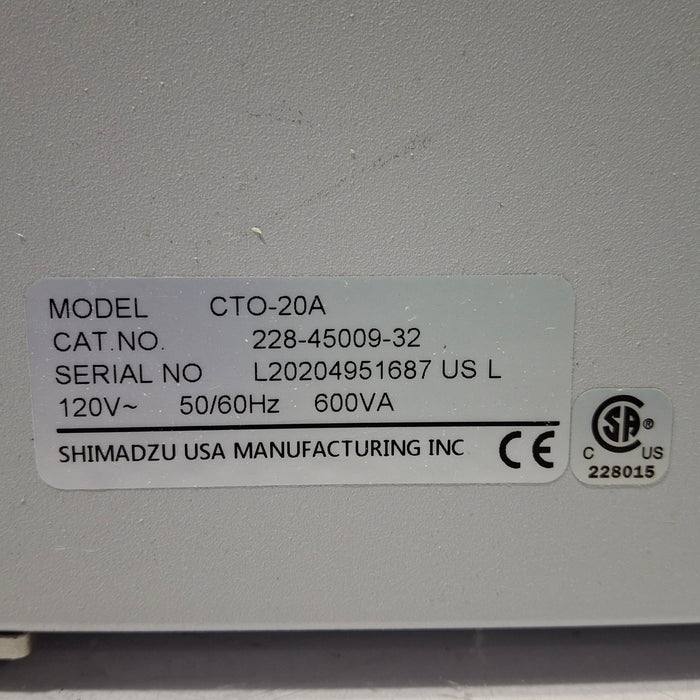 MODEL CTO-20A
CAT.NO. 228-45009-32
SERIAL NO L20204951687 US L
120V~ 50/60Hz 600VA
SHIMADZU USA MANUFACTURING INC CE
CSA®
C US
228015